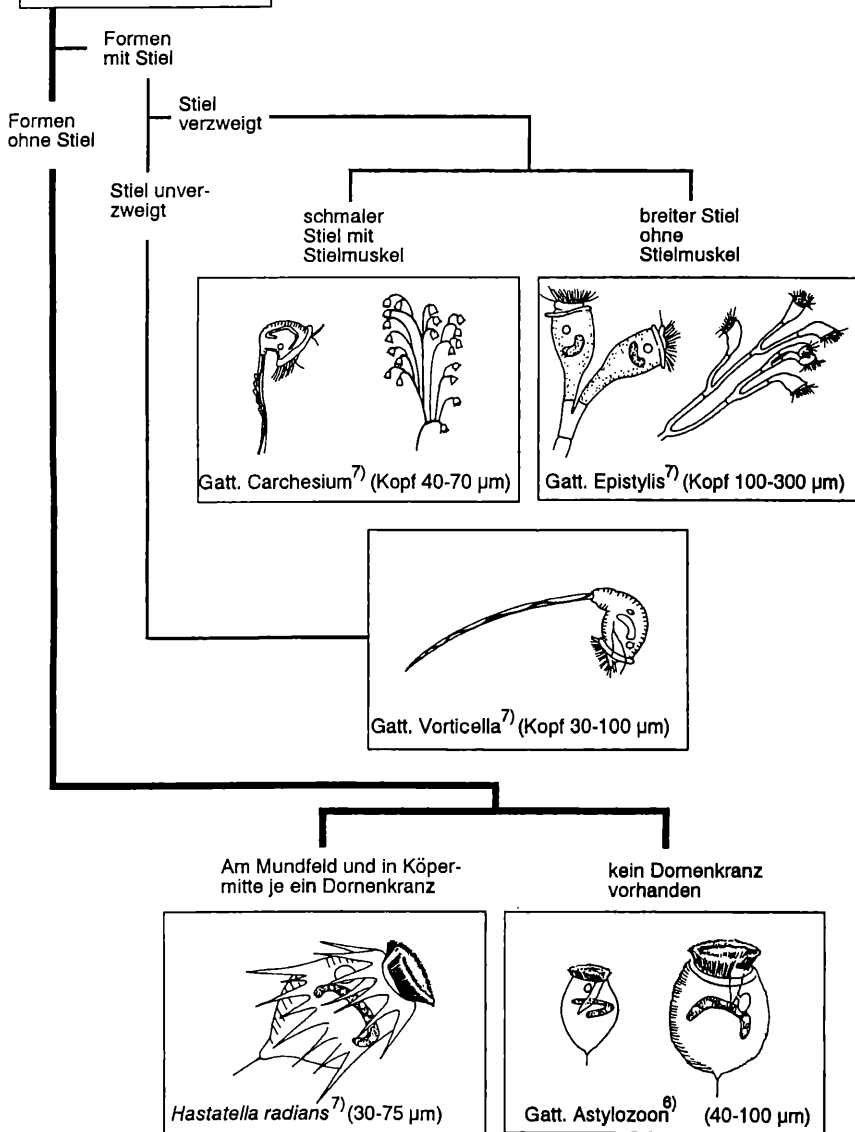 Formen
mit Stiel
Formen
ohne Stiel
Stiel
verzweigt
Stiel unver-
zweigt
schmaler
Stiel mit
Stielmuskel
breiter Stiel
ohne
Stielmuskel
Gatt. Carchesium7) (Kopf 40-70 µm)
Gatt. Epistylis7) (Kopf 100-300 µm)
Gatt. Vorticella7) (Kopf 30-100 µm)
Am Mundfeld und in Köper-
mitte je ein Dornenkranz
kein Dornenkranz
vorhanden
Hastatella radians7) (30-75 µm)
Gatt. Astylozoon6) (40-100 µm)